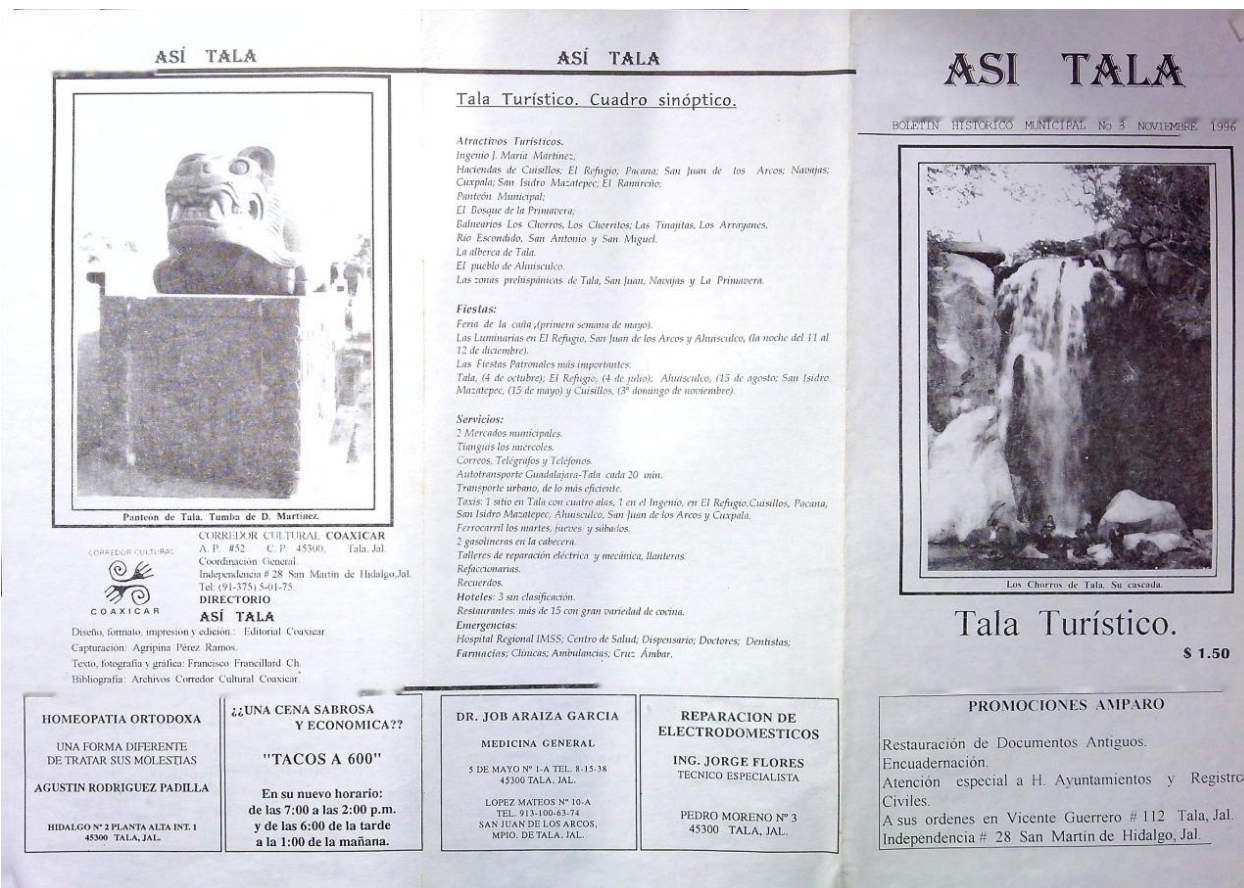 ASÍ TALA
Panteón de Tala. Tumba de D. Martínez.
CORREDOR CULTURAL
COAXICAR
CORREDOR CULTURAL COAXICAR
A. P. #52 C. P. 45300. Tala. Jal.
Coordinación General.
Independencia # 28 San Martín de Hidalgo,Jal.
Tel: (91-375) 5-01-75.
DIRECTORIO
ASÍ TALA
Diseño, formato, impresión y edición : Editorial Coaxicar.
Capturación: Agripina Pérez Ramos.
Texto, fotografía y gráfica: Francisco Francillard Ch.
Bibliografía: Archivos Corredor Cultural Coaxicar.
HOMEOPATIA ORTODOXA
UNA FORMA DIFERENTE
DE TRATAR SUS MOLESTIAS
AGUSTIN RODRIGUEZ PADILLA
HIDALGO Nº 2 PLANTA ALTA INT. 1
45300 TALA, JAL.
¿¿UNA CENA SABROSA
Y ECONOMICA??
"TACOS A 600"
En su nuevo horario:
de las 7:00 a las 2:00 p.m.
y de las 6:00 de la tarde
a la 1:00 de la mañana.
ASÍ TALA
Tala Turístico. Cuadro sinóptico.
Atractivos Turísticos.
Ingenio J. María Martínez;
Haciendas de Cuisillos; El Refugio; Pacana; San Juan de los Arcos; Navajas;
Cuxpala; San Isidro Mazatepec; El Ramireño;
Panteón Municipal;
El Bosque de la Primavera;
Balnearios Los Chorros, Los Chorritos; Las Tinajitas, Los Arrayanes,
Río Escondido, San Antonio y San Miguel.
La alberca de Tala.
El pueblo de Ahuisculco.
Las zonas prehispánicas de Tala, San Juan, Navajas y La Primavera.
Fiestas:
Feria de la caña ,(primera semana de mayo).
Las Luminarias en El Refugio, San Juan de los Arcos y Ahuisculco, (la noche del 11 al
12 de diciembre).
Las Fiestas Patronales más importantes:
Tala, (4 de octubre); El Refugio, (4 de julio); Ahuisculco, (15 de agosto; San Isidro
Mazatepec, (15 de mayo) y Cuisillos, (3º domingo de noviembre).
Servicios:
2 Mercados municipales.
Tianguis los miércoles.
Correos, Telégrafos y Teléfonos.
Autotransporte Guadalajara-Tala cada 20 min.
Transporte urbano, de lo más eficiente.
Taxis: 1 sitio en Tala con cuatro alas, 1 en el Ingenio, en El Refugio,Cuisillos, Pacana,
San Isidro Mazatepec, Ahuisculco, San Juan de los Arcos y Cuxpala.
Ferrocarril los martes, jueves y sábados.
2 gasolineras en la cabecera.
Talleres de reparación eléctrica y mecánica, llanteras.
Refaccionarias.
Recuerdos.
Hoteles: 3 sin clasificación.
Restaurantes: más de 15 con gran variedad de cocina.
Emergencias:
Hospital Regional IMSS; Centro de Salud; Dispensario; Doctores; Dentistas;
Farmacias; Clínicas; Ambulancias; Cruz Ambar.
DR. JOB ARAIZA GARCIA
MEDICINA GENERAL
5 DE MAYO Nº 1-A TEL. 8-15-38
45300 TALA, JAL.
LOPEZ MATEOS Nº 10-A
TEL. 913-100-63-74
SAN JUAN DE LOS ARCOS,
MPIO. DE TALA, JAL.
REPARACION DE
ELECTRODOMESTICOS
ING. JORGE FLORES
TECNICO ESPECIALISTA
PEDRO MORENO Nº 3
45300 TALA, JAL.
ASI TALA
BOLETIN HISTORICO MUNICIPAL No 3 NOVIEMBRE 1996
Los Chorros de Tala. Su cascada.
Tala Turístico.
$ 1.50
PROMOCIONES AMPARO
Restauración de Documentos Antiguos.
Encuadernación.
Atención especial a H. Ayuntamientos y Registro
Civiles.
A sus ordenes en Vicente Guerrero # 112 Tala, Jal.
Independencia # 28 San Martín de Hidalgo, Jal.